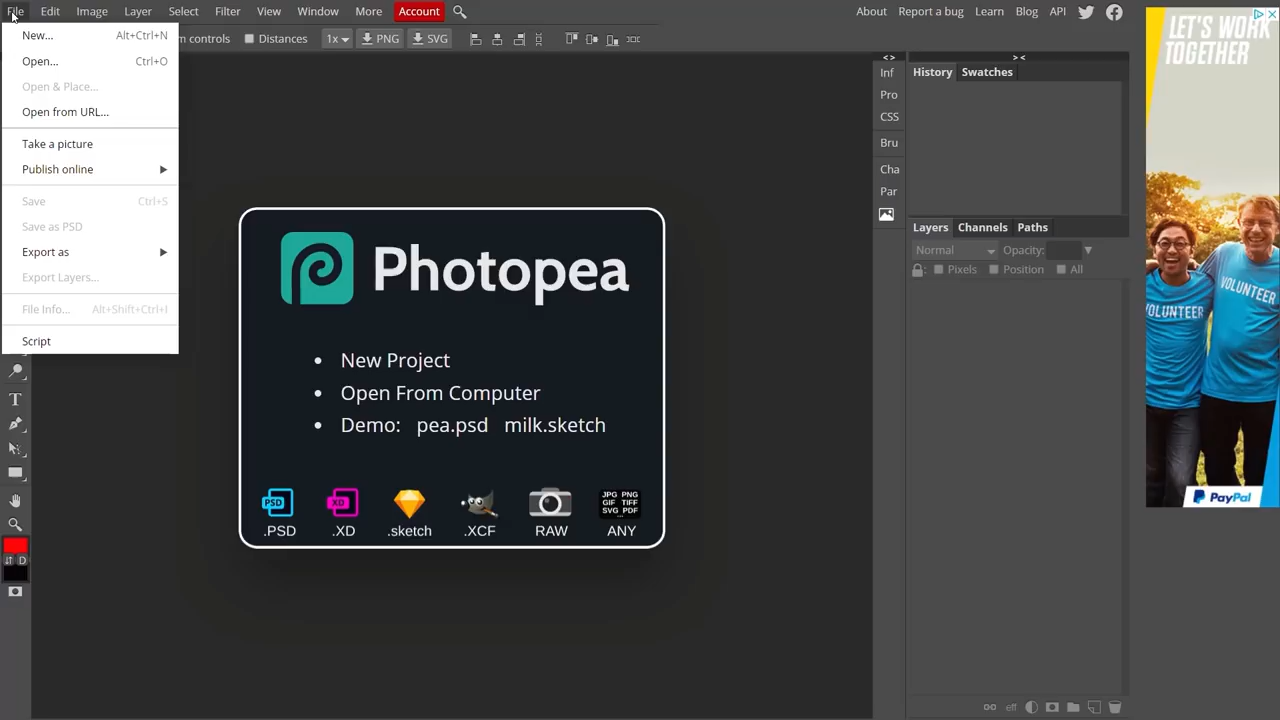 File Edit Image Layer Select Filter View Window More Account About Report a bug Learn Blog API
New... Alt+Ctrl+N
m controls Distances 1x PNG SVG
Open... Ctrl+O
Open & Place...
Open from URL...
Take a picture
Publish online
Save Ctrl+S
Save as PSD
Export as
Export Layers...
File Info... Alt+Shift+Ctrl+I
Script
T
D
Photopea
New Project
Open From Computer
Demo: pea.psd milk.sketch
PSD XD JPG PNG
GIF TIFF
SVG PDF
.PSD .XD .sketch .XCF RAW ANY
<> ><
Inf
Pro
CSS
Bru
Cha
Par
History Swatches
Layers Channels Paths
Normal Opacity:
Pixels Position All
eff
LET'S WORK
TOGETHER
VOLUNTEER
VOLUNTEER
PayPal